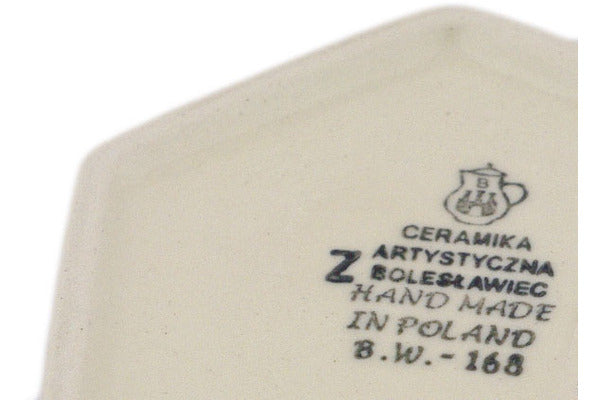 B
CERAMIKA
ARTYSTYCZNA
Z BOLESŁAWIEC
HAND MADE
IN POLAND
B.W.-168